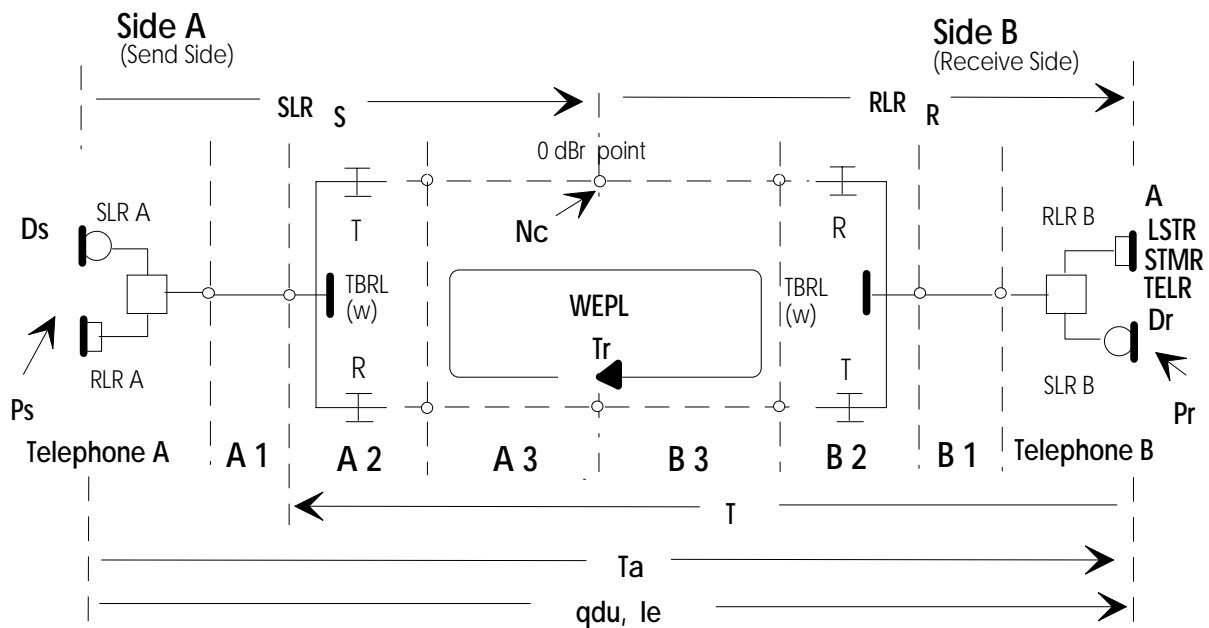 Side A
(Send Side)
Side B
(Receive Side)
SLR S
RLR R
0 dBr point
Nc
Ds
SLR A
T
TBRL
(w)
R
RLR A
Ps
WEPL
Tr
R
TBRL
(w)
T
RLR B
SLR B
A
LSTR
STMR
TELR
Dr
Pr
Telephone A
A 1
A 2
A 3
B 3
B 2
B 1
Telephone B
T
Ta
qdu, Ie